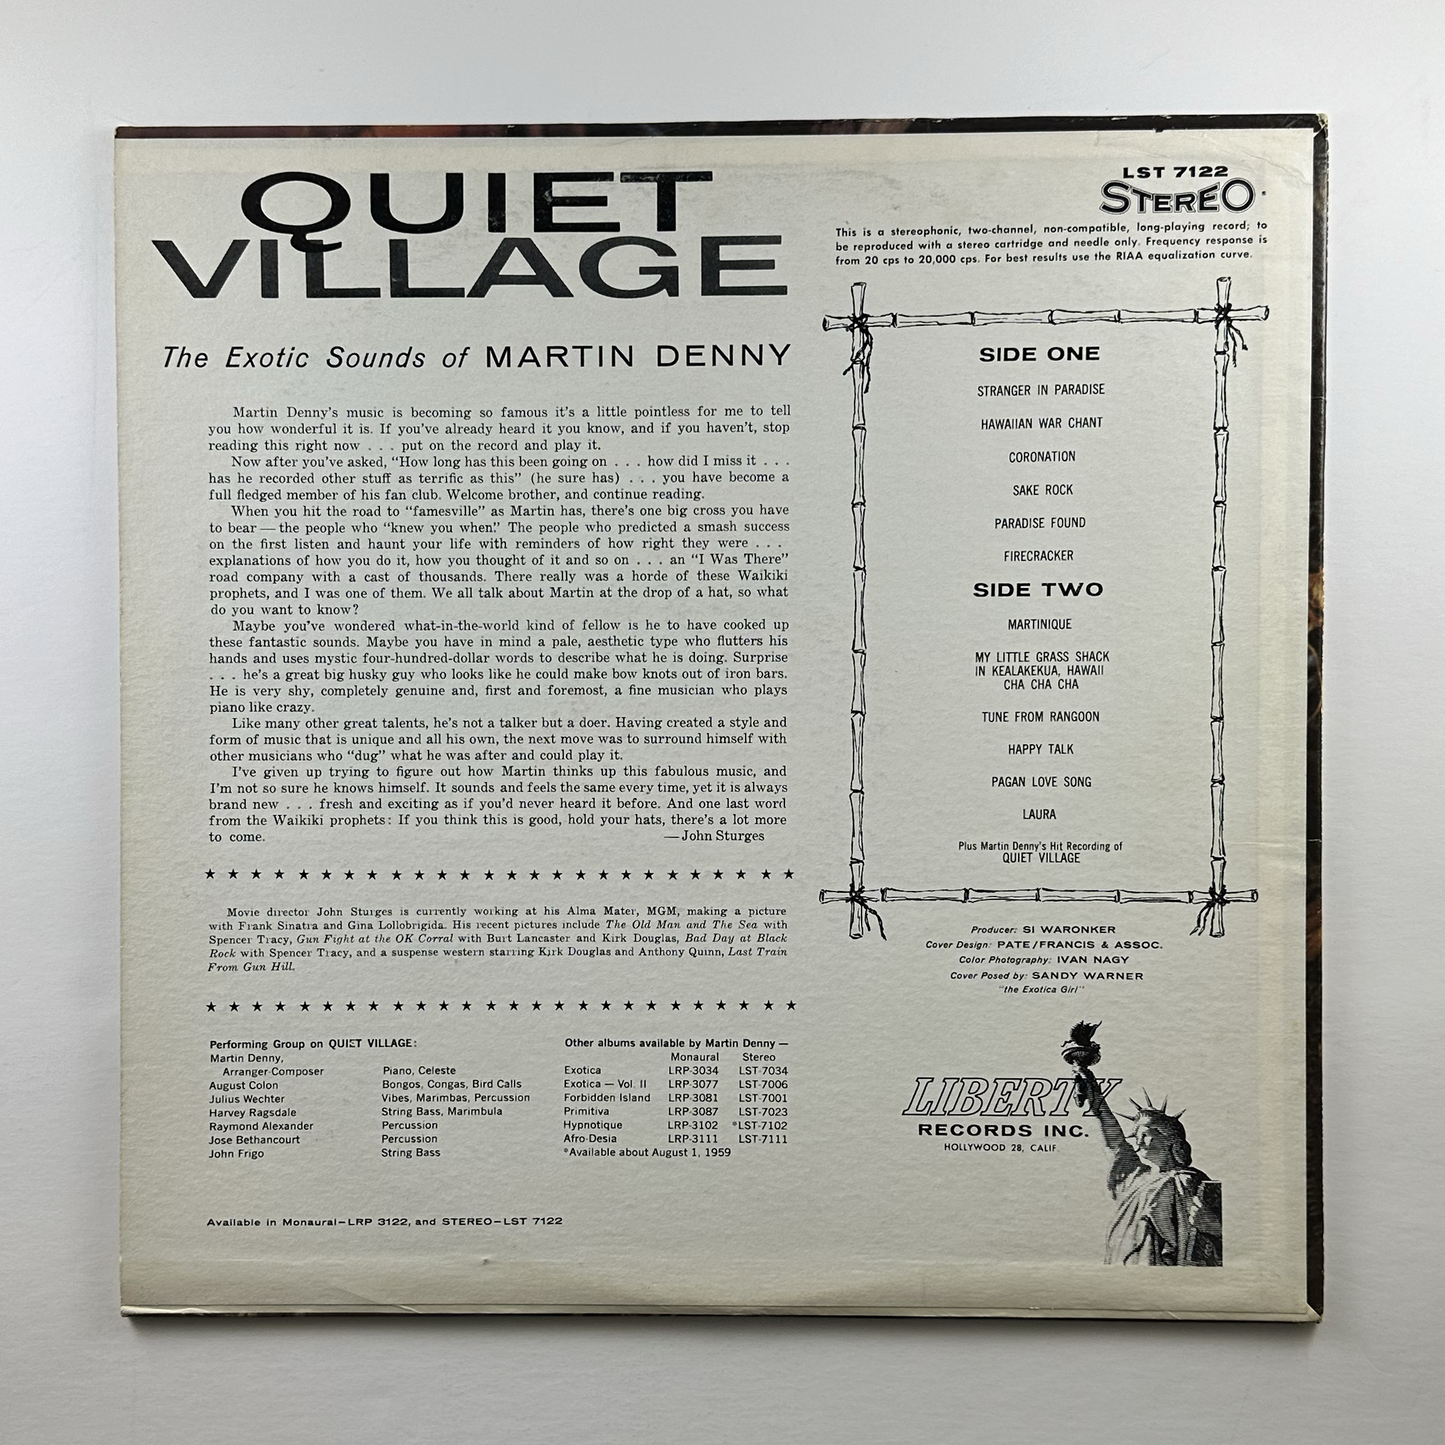 QUIET
VILLAGE
The Exotic Sounds of MARTIN DENNY
Martin Denny's music is becoming so famous it's a little pointless for me to tell
you how wonderful it is. If you've already heard it you know, and if you haven't, stop
reading this right now . . . put on the record and play it.
Now after you've asked, "How long has this been going on . . . how did I miss it . . .
has he recorded other stuff as terrific as this" (he sure has) . . . you have become a
full fledged member of his fan club. Welcome brother, and continue reading.
When you hit the road to "famesville" as Martin has, there's one big cross you have
to bear — the people who "knew you when." The people who predicted a smash success
on the first listen and haunt your life with reminders of how right they were . . .
explanations of how you do it, how you thought of it and so on . . . an "I Was There"
road company with a cast of thousands. There really was a horde of these Waikiki
prophets, and I was one of them. We all talk about Martin at the drop of a hat, so what
do you want to know?
Maybe you've wondered what-in-the-world kind of fellow is he to have cooked up
these fantastic sounds. Maybe you have in mind a pale, aesthetic type who flutters his
hands and uses mystic four-hundred-dollar words to describe what he is doing. Surprise
. . . he's a great big husky guy who looks like he could make bow knots out of iron bars.
He is very shy, completely genuine and, first and foremost, a fine musician who plays
piano like crazy.
Like many other great talents, he's not a talker but a doer. Having created a style and
form of music that is unique and all his own, the next move was to surround himself with
other musicians who "dug" what he was after and could play it.
I've given up trying to figure out how Martin thinks up this fabulous music, and
I'm not so sure he knows himself. It sounds and feels the same every time, yet it is always
brand new . . . fresh and exciting as if you'd never heard it before. And one last word
from the Waikiki prophets: If you think this is good, hold your hats, there's a lot more
to come. —John Sturges
Movie director John Sturges is currently working at his Alma Mater, MGM, making a picture
with Frank Sinatra and Gina Lollobrigida. His recent pictures include The Old Man and The Sea with
Spencer Tracy, Gun Fight at the OK Corral with Burt Lancaster and Kirk Douglas, Bad Day at Black
Rock with Spencer Tracy, and a suspense western starring Kirk Douglas and Anthony Quinn, Last Train
From Gun Hill.
Performing Group on QUIET VILLAGE:
Martin Denny,
Arranger-Composer Piano, Celeste
August Colon Bongos, Congas, Bird Calls
Julius Wechter Vibes, Marimbas, Percussion
Harvey Ragsdale String Bass, Marimbula
Raymond Alexander Percussion
Jose Bethancourt Percussion
John Frigo String Bass
Other albums available by Martin Denny —
Monaural Stereo
Exotica LRP-3034 LST-7034
Exotica — Vol. II LRP-3077 LST-7006
Forbidden Island LRP-3081 LST-7001
Primitiva LRP-3087 LST-7023
Hypnotique LRP-3102 *LST-7102
Afro-Desia LRP-3111 LST-7111
*Available about August 1, 1959
Available in Monaural—LRP 3122, and STEREO—LST 7122
LST 7122
STEREO
This is a stereophonic, two-channel, non-compatible, long-playing record; to
be reproduced with a stereo cartridge and needle only. Frequency response is
from 20 cps to 20,000 cps. For best results use the RIAA equalization curve.
SIDE ONE
STRANGER IN PARADISE
HAWAIIAN WAR CHANT
CORONATION
SAKE ROCK
PARADISE FOUND
FIRECRACKER
SIDE TWO
MARTINIQUE
MY LITTLE GRASS SHACK
IN KEALAKEKUA, HAWAII
CHA CHA CHA
TUNE FROM RANGOON
HAPPY TALK
PAGAN LOVE SONG
LAURA
Plus Martin Denny's Hit Recording of
QUIET VILLAGE
Producer: SI WARONKER
Cover Design: PATE/FRANCIS & ASSOC.
Color Photography: IVAN NAGY
Cover Posed by: SANDY WARNER
"the Exotica Girl"
LIBERTY
RECORDS INC.
HOLLYWOOD 28, CALIF.